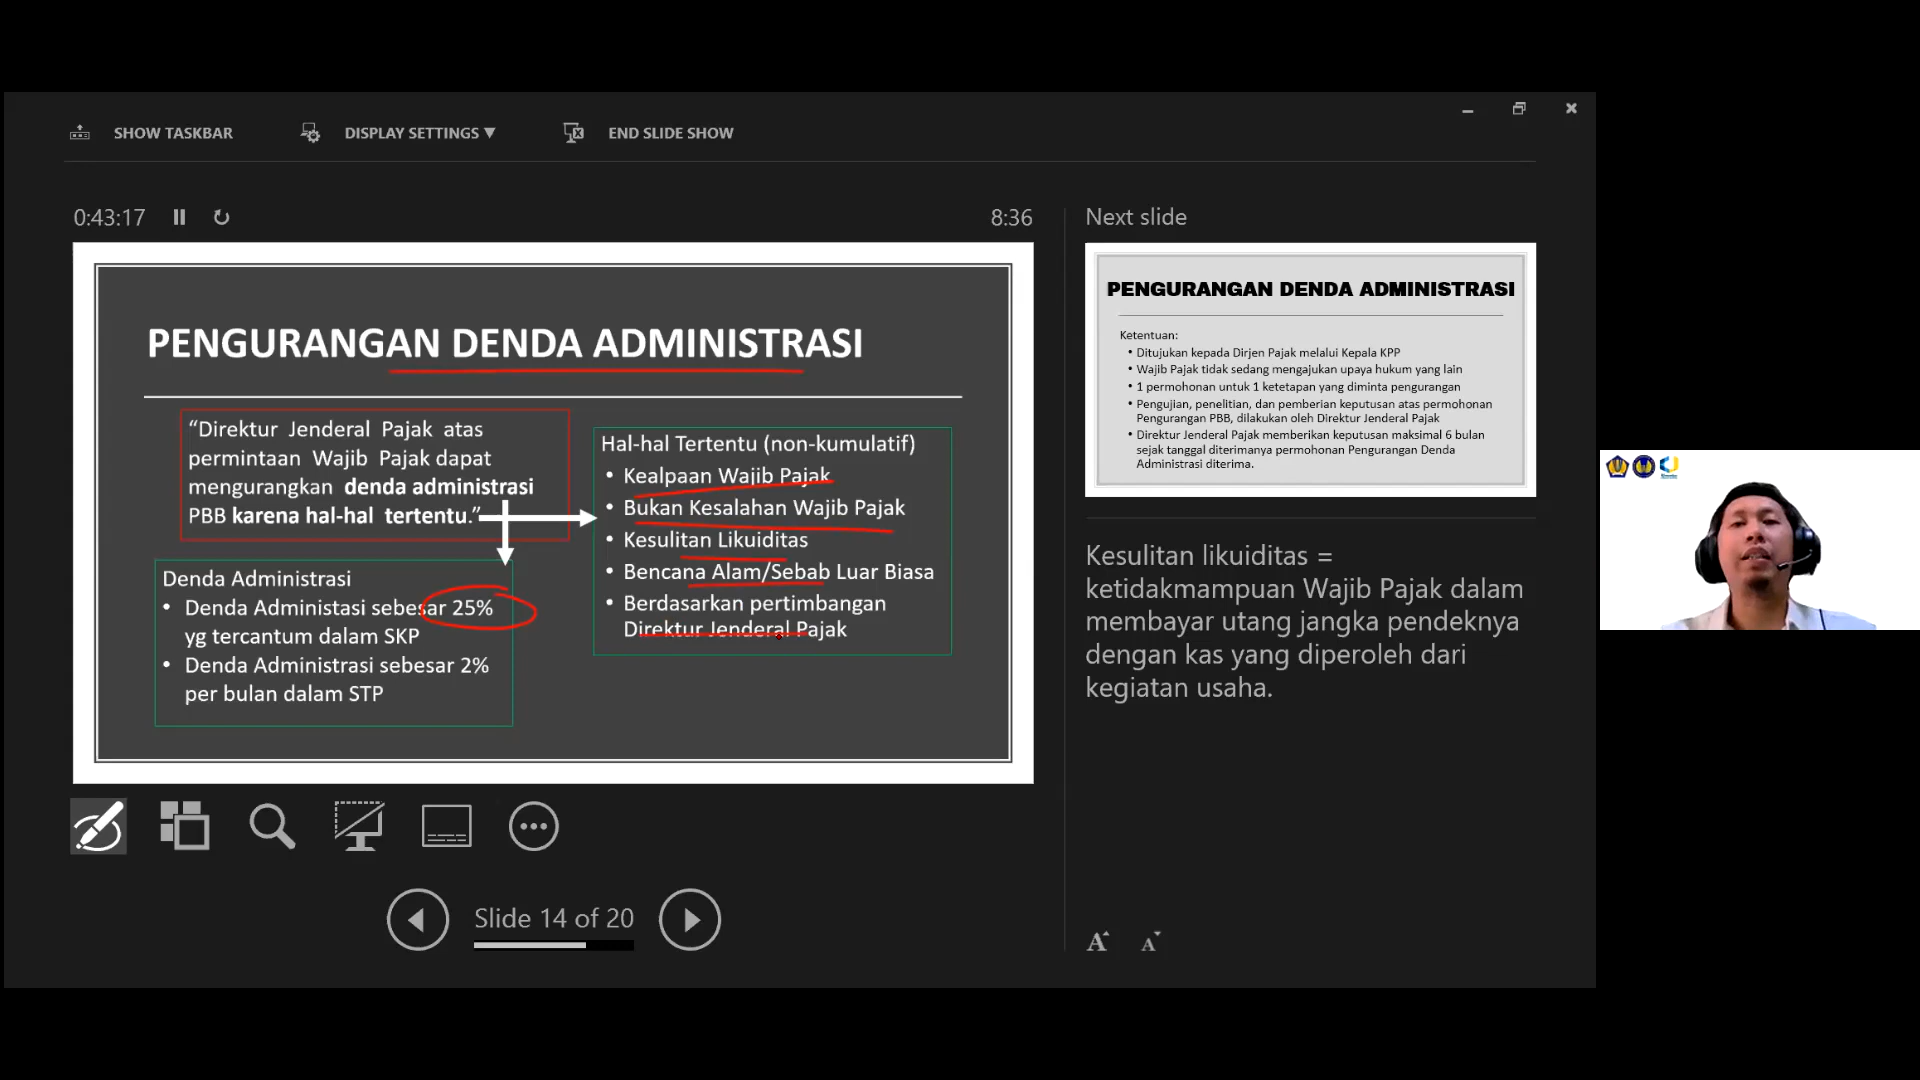 SHOW TASKBAR
DISPLAY SETTINGS ▼
END SLIDE SHOW
0:43:17
8:36
PENGURANGAN DENDA ADMINISTRASI
“Direktur Jenderal Pajak atas
permintaan Wajib Pajak dapat
mengurangkan denda administrasi
PBB karena hal-hal tertentu.”
Denda Administrasi
• Denda Administasi sebesar 25%
yg tercantum dalam SKP
• Denda Administrasi sebesar 2%
per bulan dalam STP
Hal-hal Tertentu (non-kumulatif)
• Kealpaan Wajib Pajak
• Bukan Kesalahan Wajib Pajak
• Kesulitan Likuiditas
• Bencana Alam/Sebab Luar Biasa
• Berdasarkan pertimbangan
Direktur Jenderal Pajak
Slide 14 of 20
Next slide
PENGURANGAN DENDA ADMINISTRASI
Ketentuan:
• Ditujukan kepada Dirjen Pajak melalui Kepala KPP
• Wajib Pajak tidak sedang mengajukan upaya hukum yang lain
• 1 permohonan untuk 1 ketetapan yang diminta pengurangan
• Pengujian, penelitian, dan pemberian keputusan atas permohonan
Pengurangan PBB, dilakukan oleh Direktur Jenderal Pajak
• Direktur Jenderal Pajak memberikan keputusan maksimal 6 bulan
sejak tanggal diterimanya permohonan Pengurangan Denda
Administrasi diterima.
Kesulitan likuiditas =
ketidakmampuan Wajib Pajak dalam
membayar utang jangka pendeknya
dengan kas yang diperoleh dari
kegiatan usaha.
A A